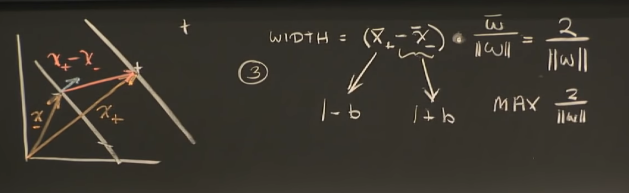 +
x₊ - x₋
x₋
x₊
WIDTH = (x̄₊ - x̄₋) · w̄/||w|| = 2/||w||
③
1 - b
1 + b
MAX 2/||w||